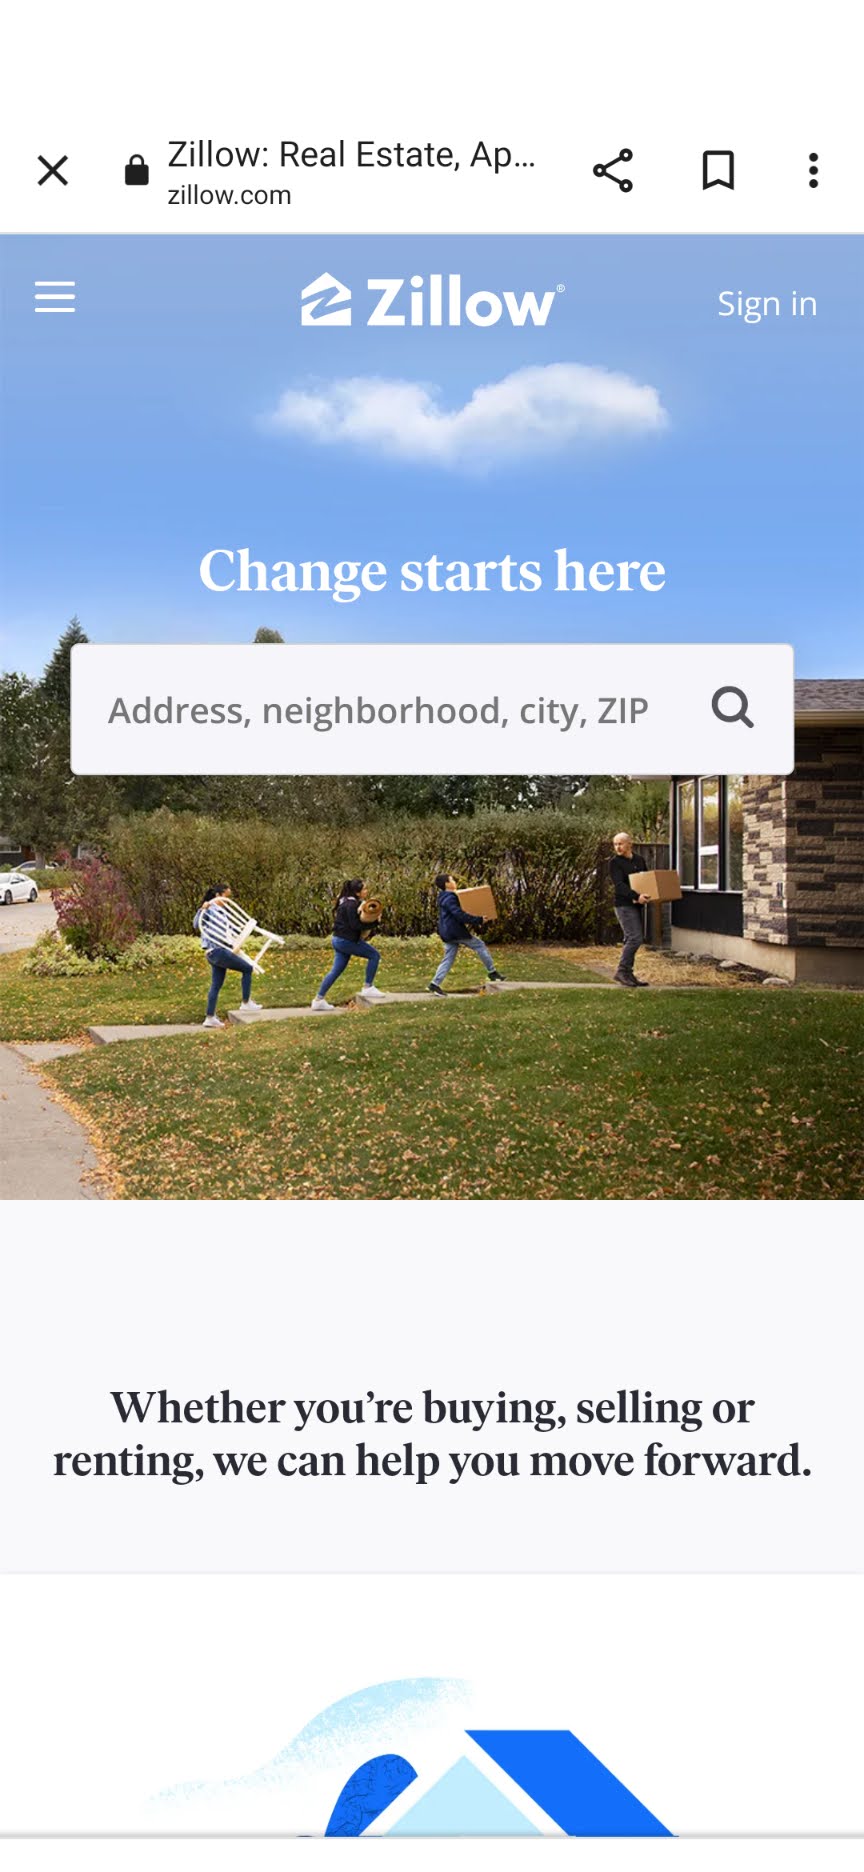 Zillow: Real Estate, Ap...
zillow.com
Zillow®
Sign in
Change starts here
Address, neighborhood, city, ZIP
Whether you’re buying, selling or
renting, we can help you move forward.